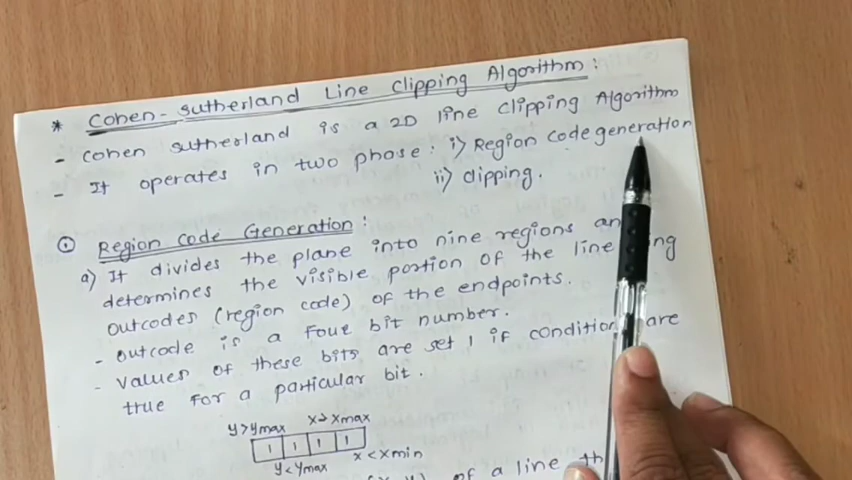 * Cohen-sutherland Line Clipping Algorithm :
- Cohen sutherland is a 2D line Clipping Algorithm
- It operates in two phase : i) Region code generation
ii) clipping.
① Region code Generation :
a) It divides the plane into nine regions an
determines the visible portion of the line ing
outcodes (region code) of the endpoints.
- outcode is a Four bit number.
- values of these bits are set 1 if condition are
true for a particular bit.
y>ymax x>xmax
1 1 1 1
y<ymax x<xmin
of a line th